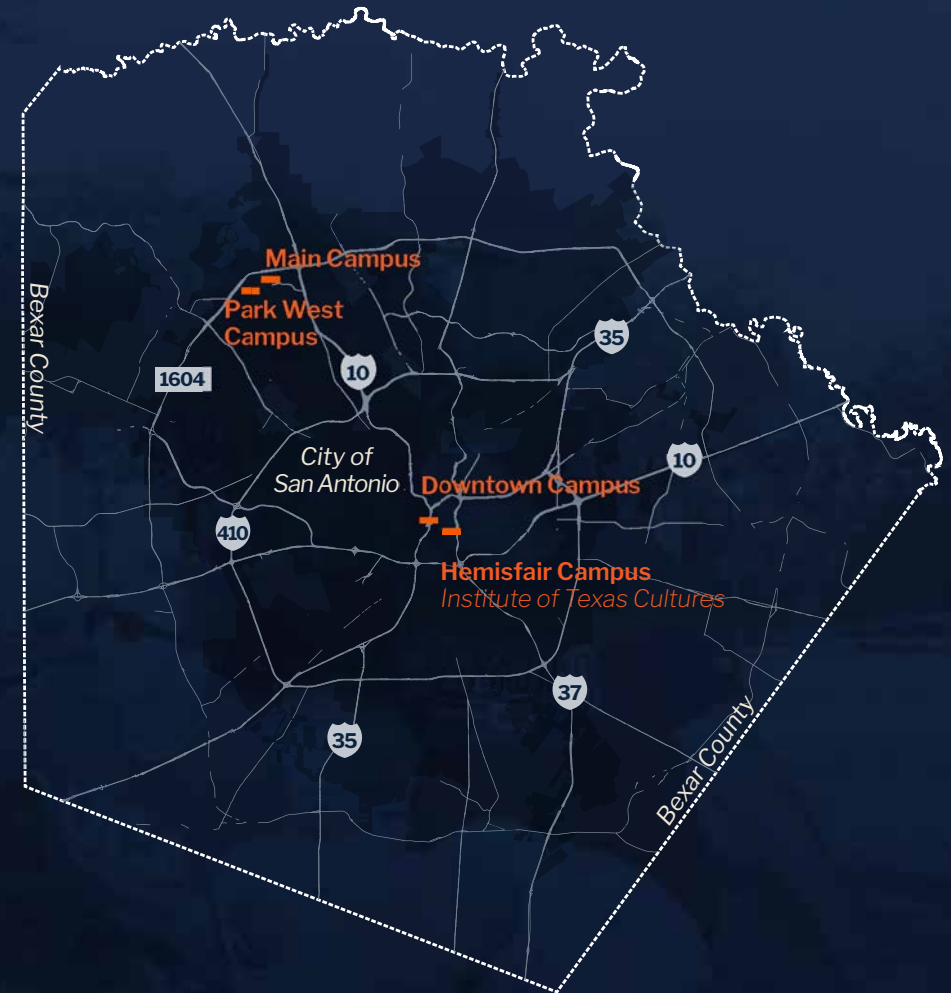 Main Campus
Park West
Campus
Bexar County
35
10
1604
City of
San Antonio
10
Downtown Campus
410
Hemisfair Campus
Institute of Texas Cultures
37
35
Bexar County